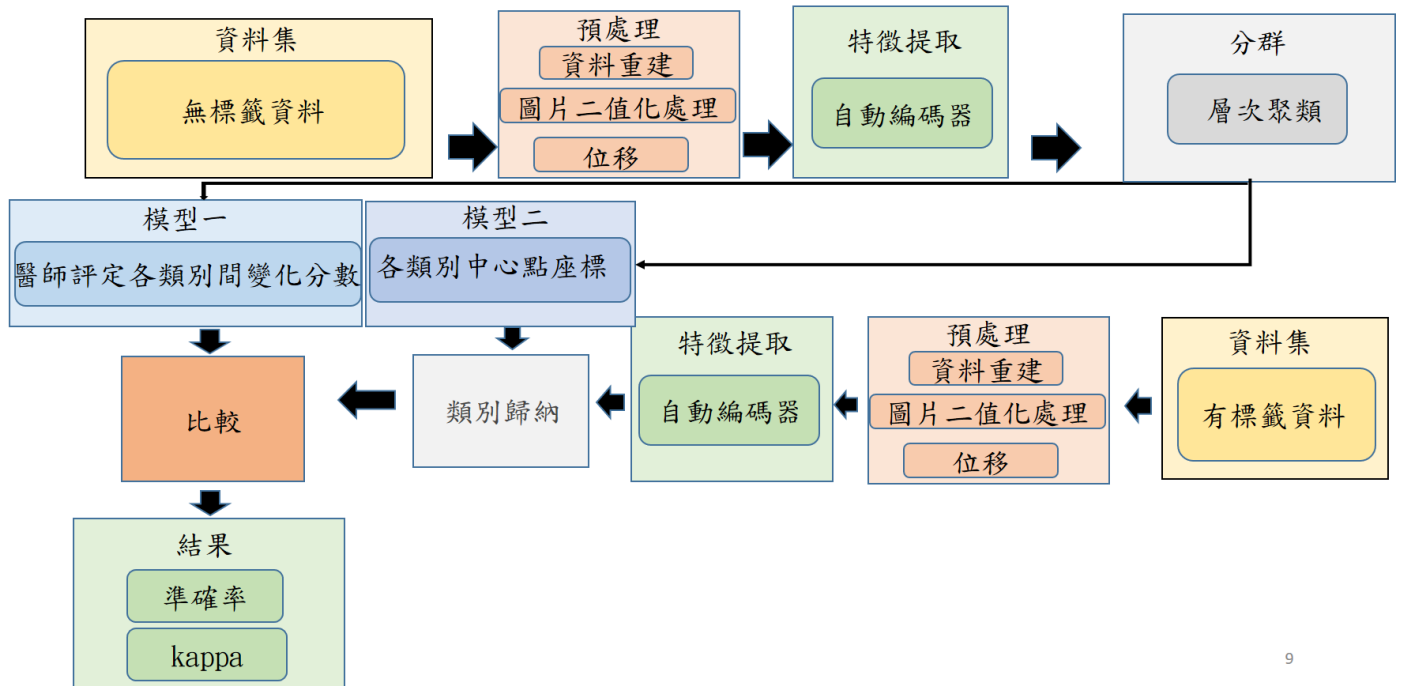 資料集
無標籤資料
預處理
資料重建
圖片二值化處理
位移
特徵提取
自動編碼器
分群
層次聚類
模型一
醫師評定各類別間變化分數
模型二
各類別中心點座標
資料集
有標籤資料
預處理
資料重建
圖片二值化處理
位移
特徵提取
自動編碼器
類別歸納
比較
結果
準確率
kappa
9